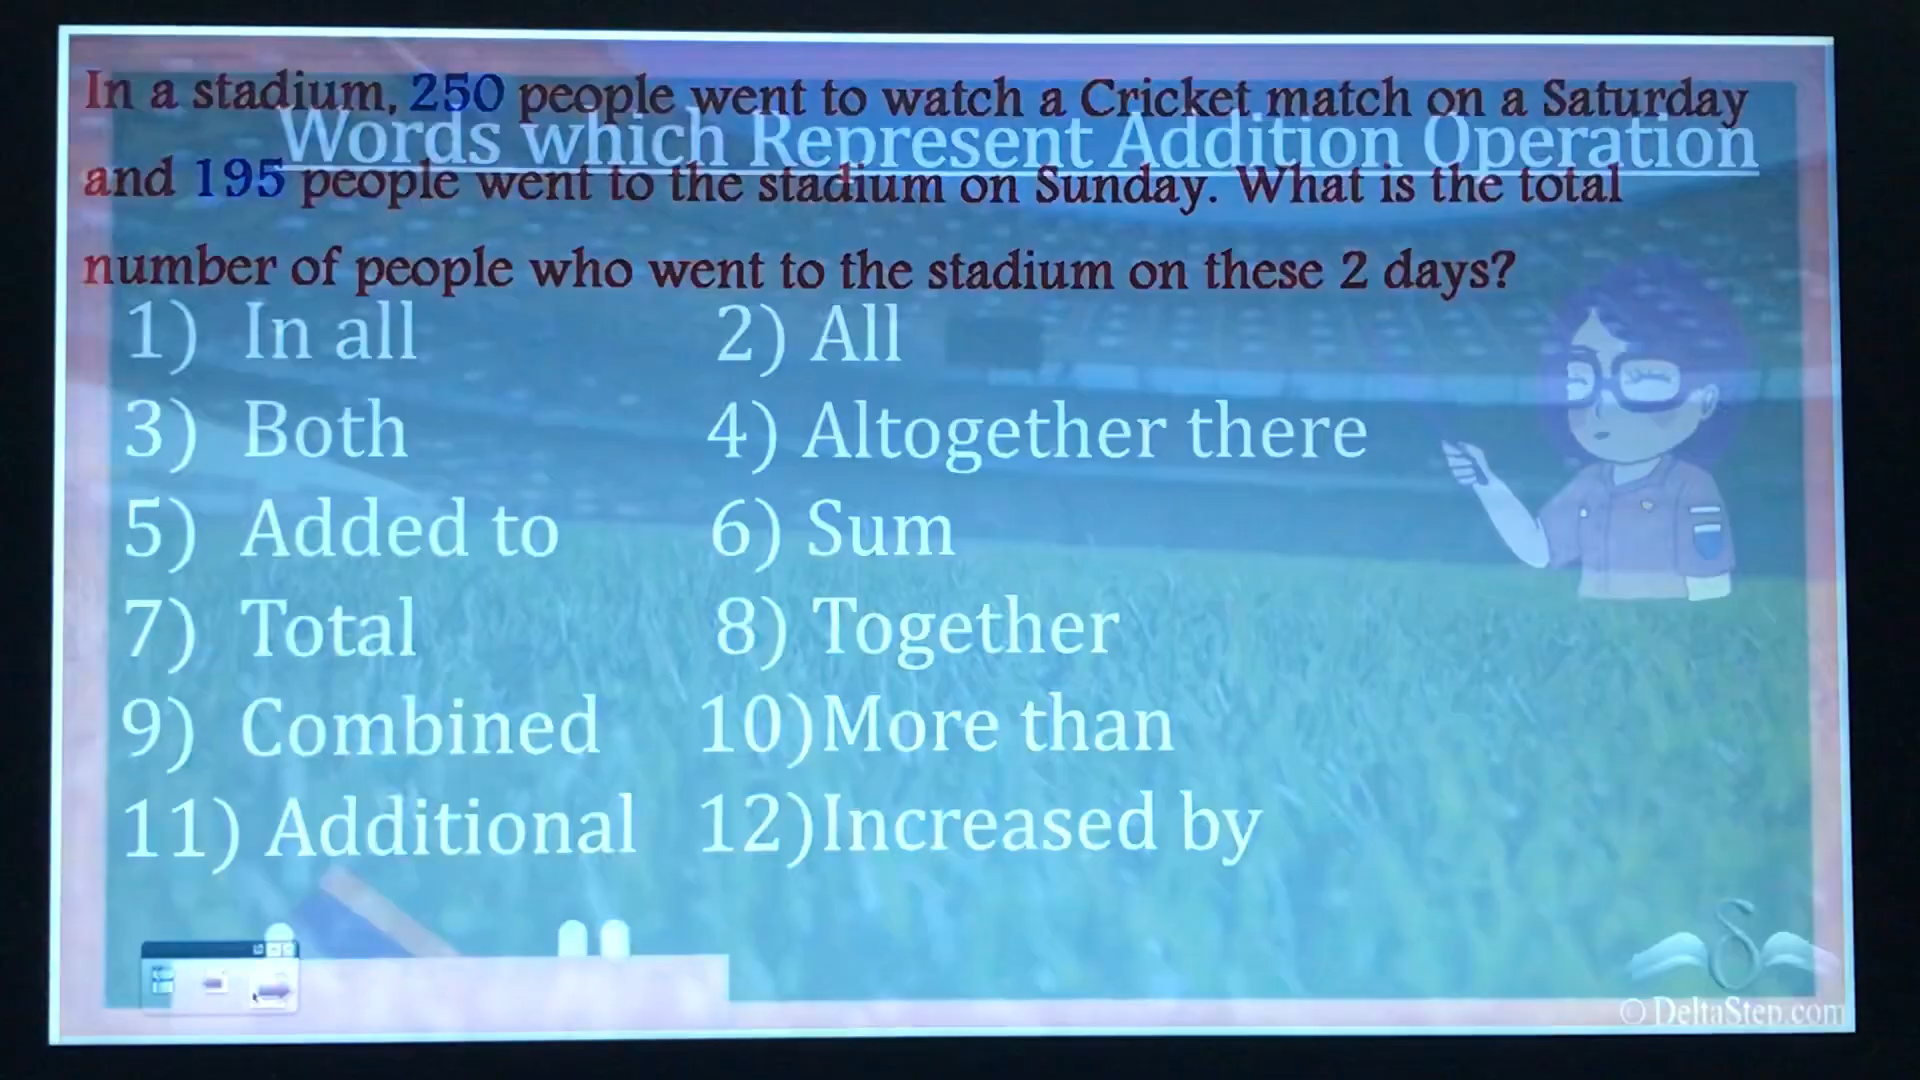 In a stadium, 250 people went to watch a Cricket match on a Saturday
Words which Represent Addition Operation
and 195 people went to the stadium on Sunday. What is the total
number of people who went to the stadium on these 2 days?
1) In all 2) All
3) Both 4) Altogether there
5) Added to 6) Sum
7) Total 8) Together
9) Combined 10)More than
11) Additional 12)Increased by
© DeltaStep.com